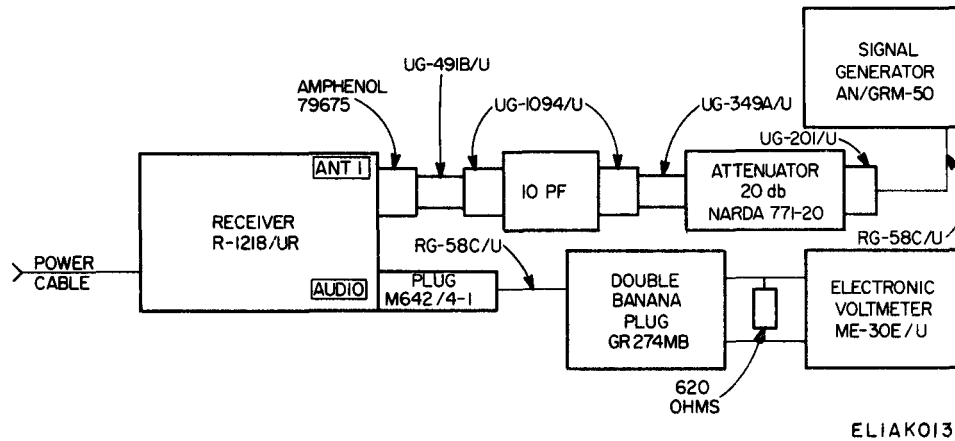 SIGNAL
GENERATOR
AN/GRM-50
UG-491B/U
AMPHENOL
79675
UG-1094/U
UG-349A/U
UG-201/U
ANT 1
10 PF
ATTENUATOR
20 db
NARDA 771-20
RECEIVER
R-1218/UR
RG-58C/U
RG-58C/U
POWER
CABLE
AUDIO
PLUG
M642/4-1
DOUBLE
BANANA
PLUG
GR274MB
ELECTRONIC
VOLTMETER
ME-30E/U
620
OHMS
EL1AK013